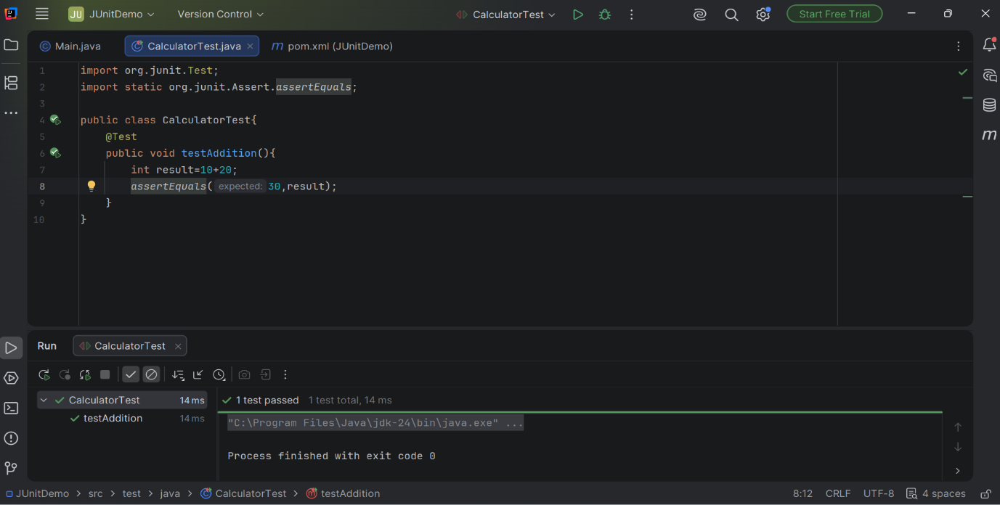 JU JUnitDemo Version Control CalculatorTest Start Free Trial
Main.java CalculatorTest.java pom.xml (JUnitDemo)
1 import org.junit.Test;
2 import static org.junit.Assert.assertEquals;
3
4 public class CalculatorTest{
5 @Test
6 public void testAddition(){
7 int result=10+20;
8 assertEquals( expected: 30,result);
9 }
10 }
Run CalculatorTest
CalculatorTest 14 ms
1 test passed 1 test total, 14 ms
testAddition 14 ms
"C:\Program Files\Java\jdk-24\bin\java.exe" ...
Process finished with exit code 0
JUnitDemo > src > test > java > CalculatorTest > testAddition 8:12 CRLF UTF-8 4 spaces